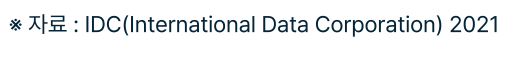 ※ 자료 : IDC(International Data Corporation) 2021